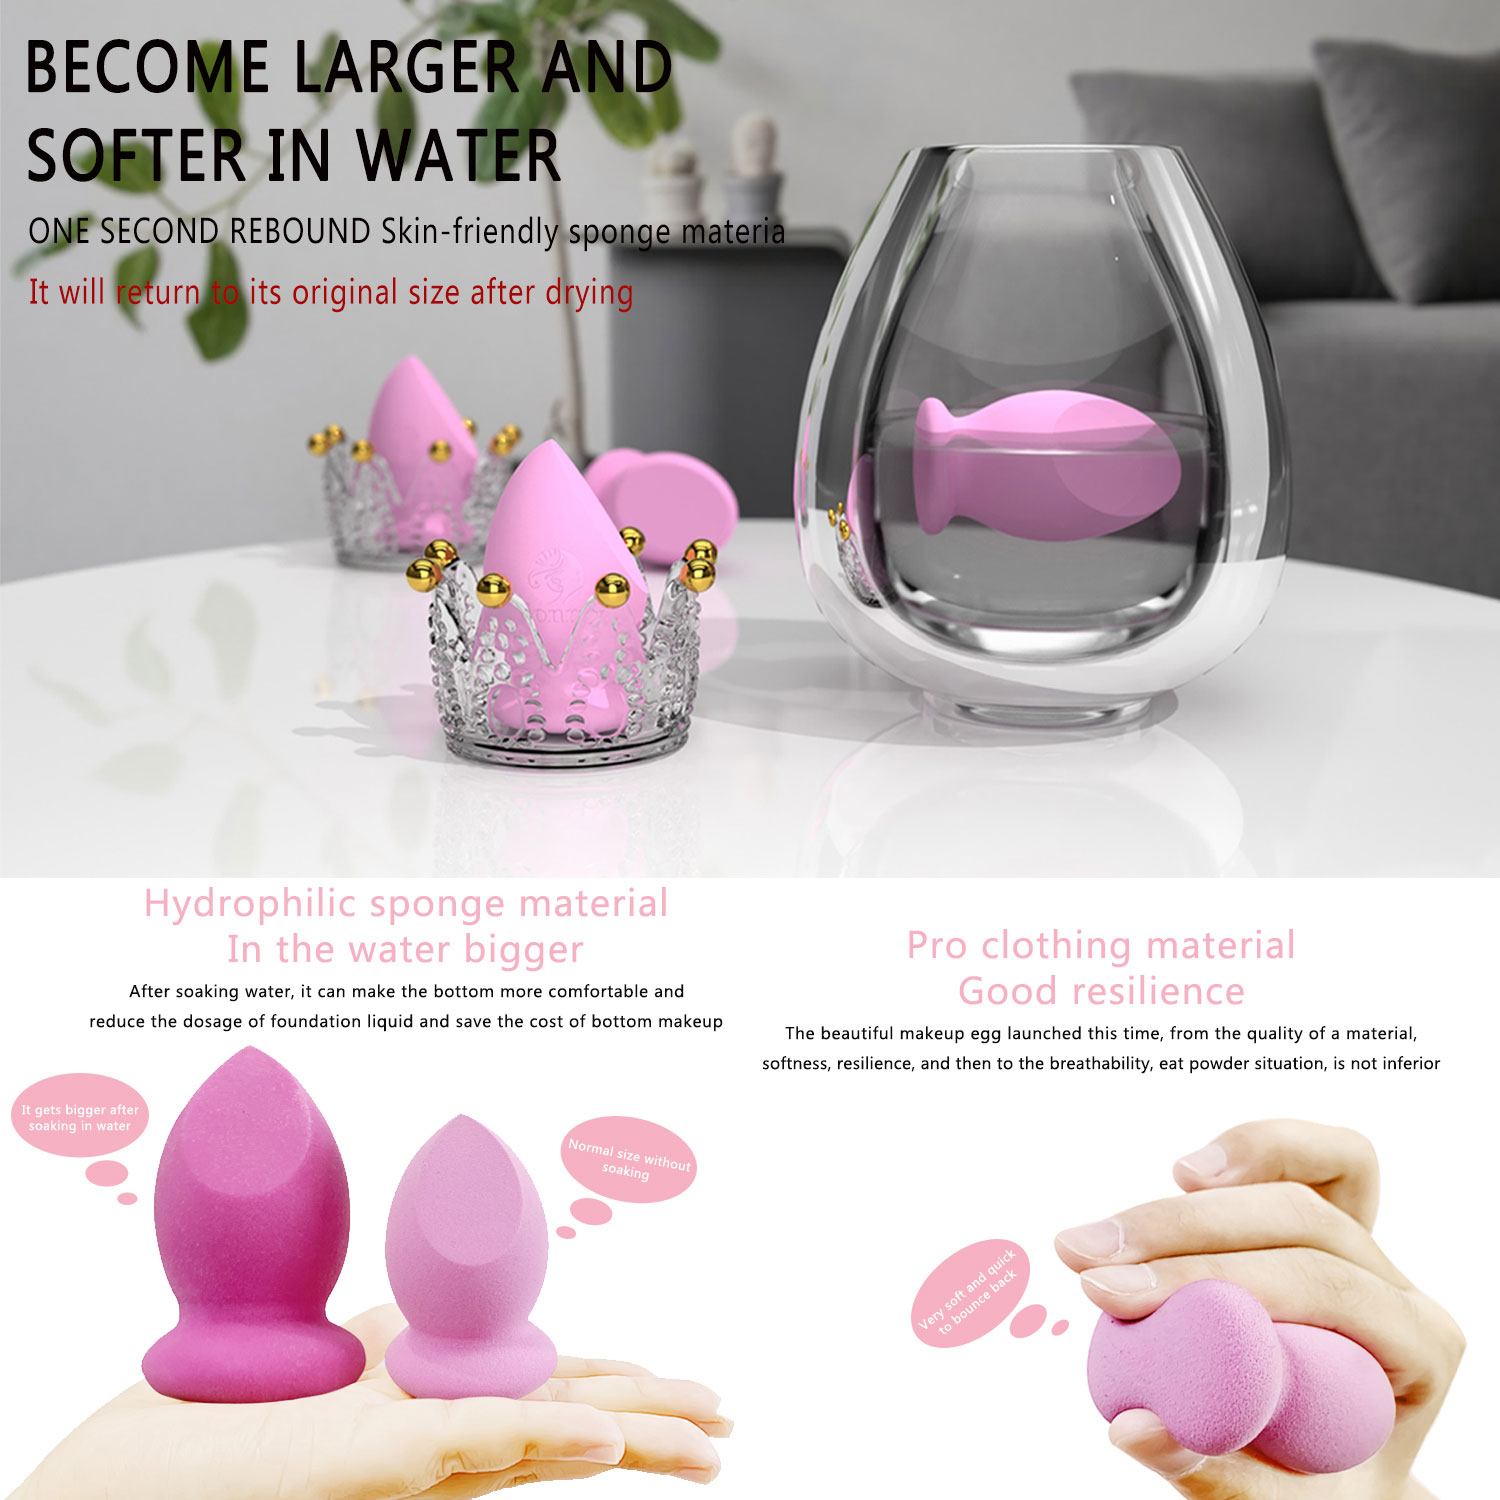 BECOME LARGER AND
SOFTER IN WATER
ONE SECOND REBOUND Skin-friendly sponge materia
It will return to its original size after drying
Hydrophilic sponge material
In the water bigger
After soaking water, it can make the bottom more comfortable and
reduce the dosage of foundation liquid and save the cost of bottom makeup
It gets bigger after
soaking in water
Normal size without
soaking
Pro clothing material
Good resilience
The beautiful makeup egg launched this time, from the quality of a material,
softness, resilience, and then to the breathability, eat powder situation, is not inferior
Very soft and quick
to bounce back